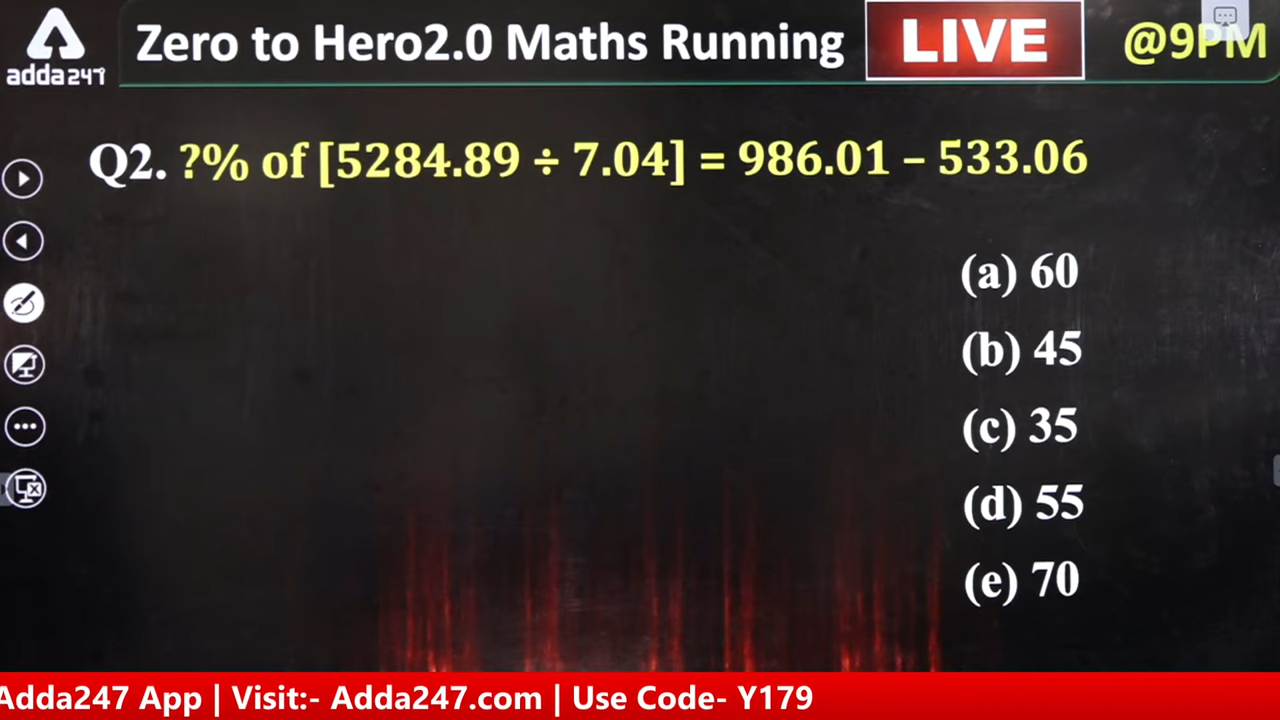 Zero to Hero2.0 Maths Running LIVE @9PM
adda247
Q2. ?% of [5284.89 ÷ 7.04] = 986.01 – 533.06
(a) 60
(b) 45
(c) 35
(d) 55
(e) 70
Adda247 App | Visit:- Adda247.com | Use Code- Y179